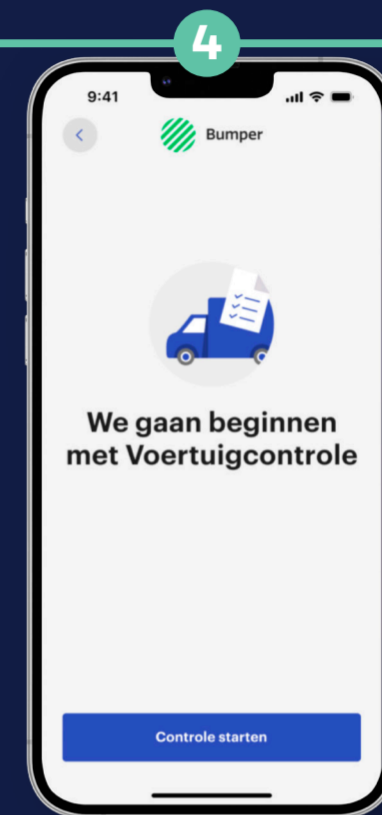 4
9:41
Bumper
We gaan beginnen
met Voertuigcontrole
Controle starten